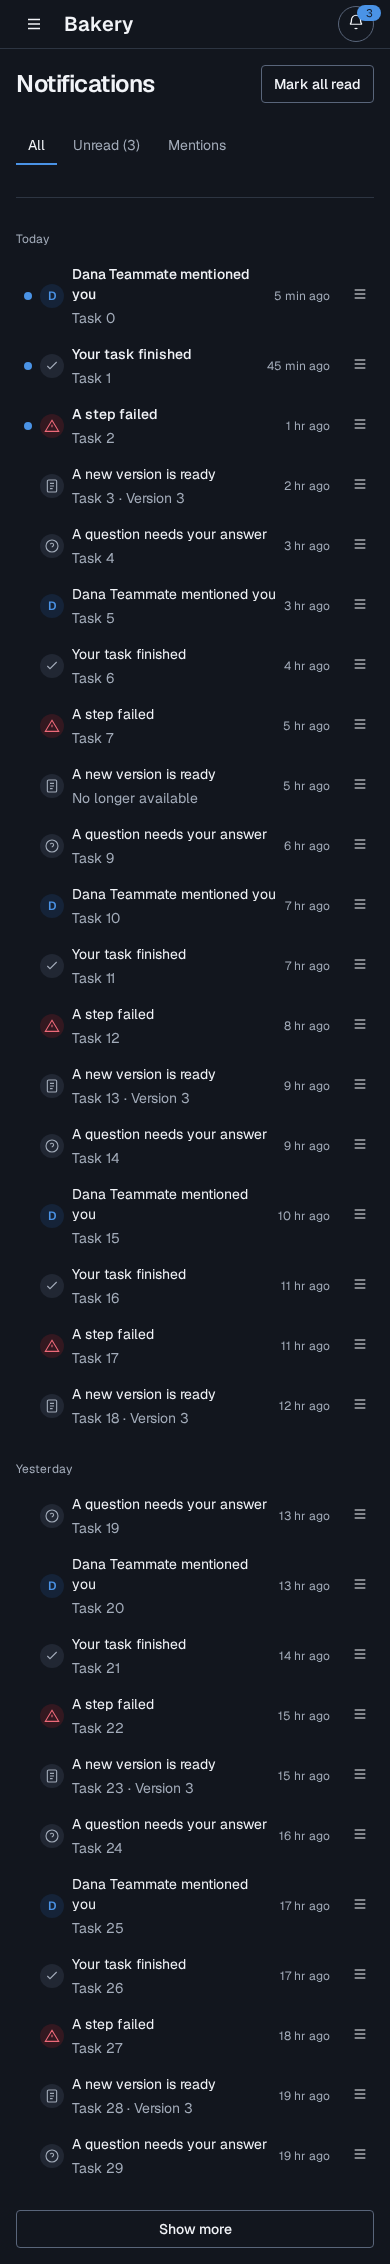 Bakery
3
Notifications
Mark all read
All
Unread (3)
Mentions
Today
D
Dana Teammate mentioned
you
5 min ago
Task 0
Your task finished
45 min ago
Task 1
A step failed
1 hr ago
Task 2
A new version is ready
2 hr ago
Task 3 · Version 3
A question needs your answer
3 hr ago
Task 4
D
Dana Teammate mentioned you
3 hr ago
Task 5
Your task finished
4 hr ago
Task 6
A step failed
5 hr ago
Task 7
A new version is ready
5 hr ago
No longer available
A question needs your answer
6 hr ago
Task 9
D
Dana Teammate mentioned you
7 hr ago
Task 10
Your task finished
7 hr ago
Task 11
A step failed
8 hr ago
Task 12
A new version is ready
9 hr ago
Task 13 · Version 3
A question needs your answer
9 hr ago
Task 14
D
Dana Teammate mentioned
you
10 hr ago
Task 15
Your task finished
11 hr ago
Task 16
A step failed
11 hr ago
Task 17
A new version is ready
12 hr ago
Task 18 · Version 3
Yesterday
A question needs your answer
13 hr ago
Task 19
D
Dana Teammate mentioned
you
13 hr ago
Task 20
Your task finished
14 hr ago
Task 21
A step failed
15 hr ago
Task 22
A new version is ready
15 hr ago
Task 23 · Version 3
A question needs your answer
16 hr ago
Task 24
D
Dana Teammate mentioned
you
17 hr ago
Task 25
Your task finished
17 hr ago
Task 26
A step failed
18 hr ago
Task 27
A new version is ready
19 hr ago
Task 28 · Version 3
A question needs your answer
19 hr ago
Task 29
Show more